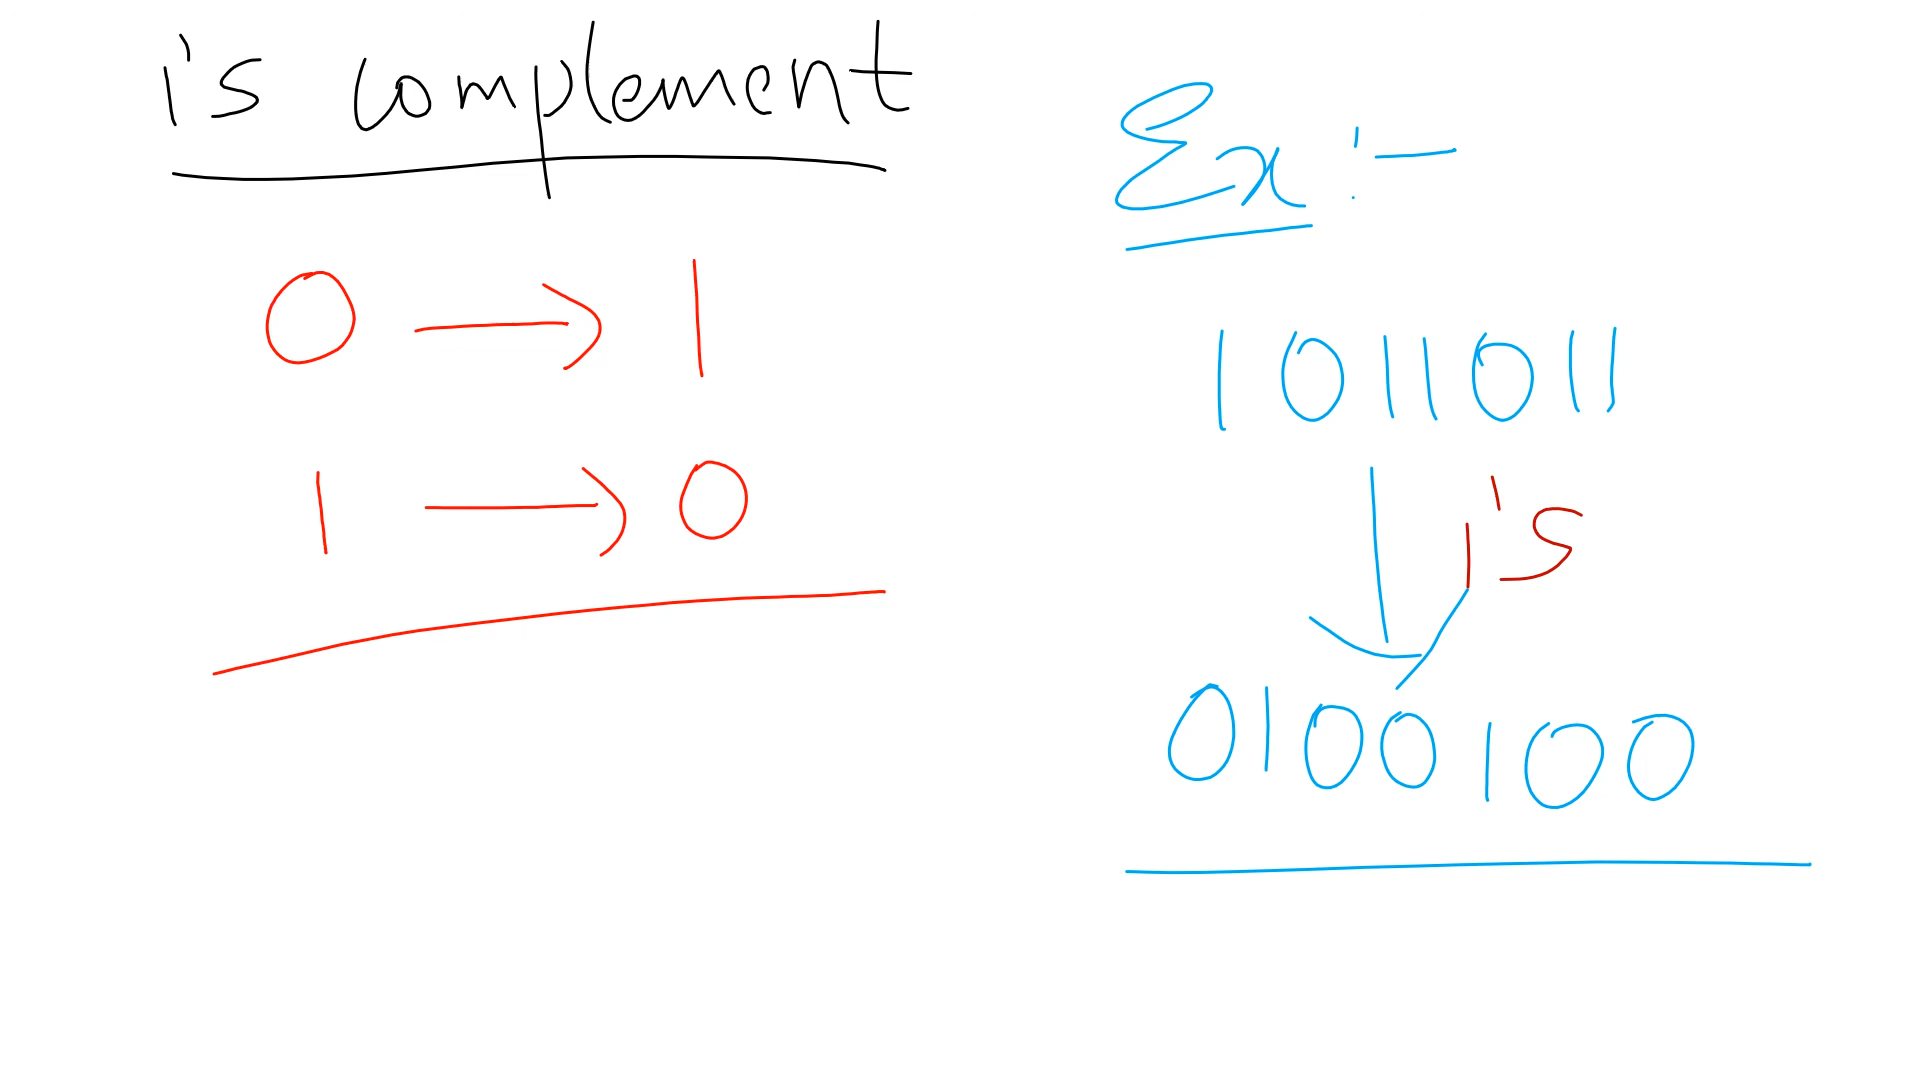 1's complement
0 → 1
1 → 0
Ex :-
1011011
1's
0100100